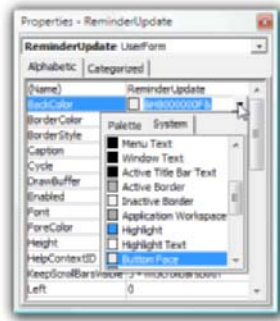 Properties - ReminderUpdate
ReminderUpdate UserForm
Alphabetic Categorized
(Name) ReminderUpdate
BackColor &H8000000F&
BorderColor
BorderStyle
Caption
Cycle
DrawBuffer
Enabled
Font
ForeColor
Height
HelpContextID
KeepScrollBarsVisible
Left 0
Palette System
Menu Text
Window Text
Active Title Bar Text
Active Border
Inactive Border
Application Workspace
Highlight
Highlight Text
Button Face